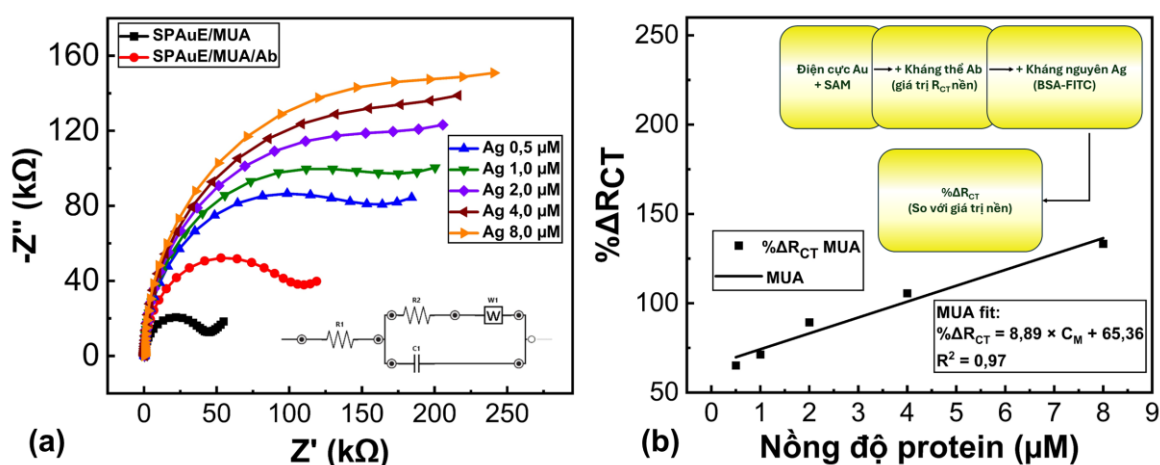 SPAuE/MUA
SPAuE/MUA/Ab
160
120
80
40
0
-Z'' (kΩ)
Ag 0,5 μM
Ag 1,0 μM
Ag 2,0 μM
Ag 4,0 μM
Ag 8,0 μM
R1
R2
W1
W
C1
0 50 100 150 200 250
Z' (kΩ)
(a)
250
200
150
100
50
%ΔRCT
Điện cực Au
+ SAM
+ Kháng thể Ab
(giá trị RCT nền)
+ Kháng nguyên Ag
(BSA-FITC)
%ΔRCT
(So với giá trị nền)
%ΔRCT MUA
MUA
MUA fit:
%ΔRCT = 8,89 × CM + 65,36
R² = 0,97
0 1 2 3 4 5 6 7 8 9
Nồng độ protein (μM)
(b)